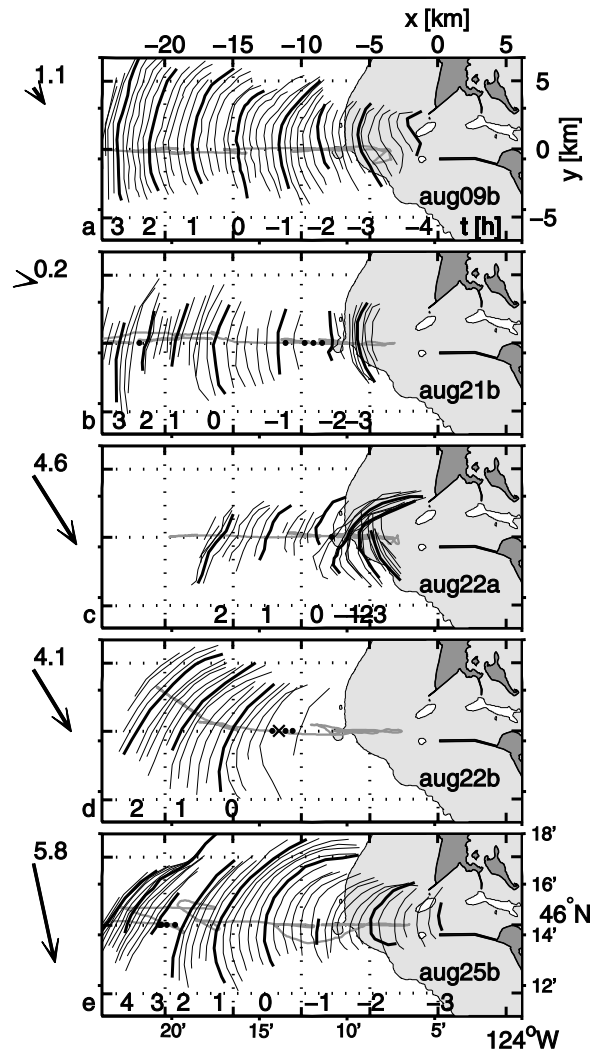 x [km]
−20 −15 −10 −5 0 5
1.1
5
0
−5
y [km]
aug09b
a 3 2 1 0 −1 −2 −3 −4 t [h]
0.2
aug21b
b 3 2 1 0 −1 −2 −3
4.6
aug22a
c 2 1 0 −1 −2 −3
4.1
aug22b
d 2 1 0
5.8
18'
16'
46°N
14'
12'
aug25b
e 4 3 2 1 0 −1 −2 −3
20' 15' 10' 5' 124°W